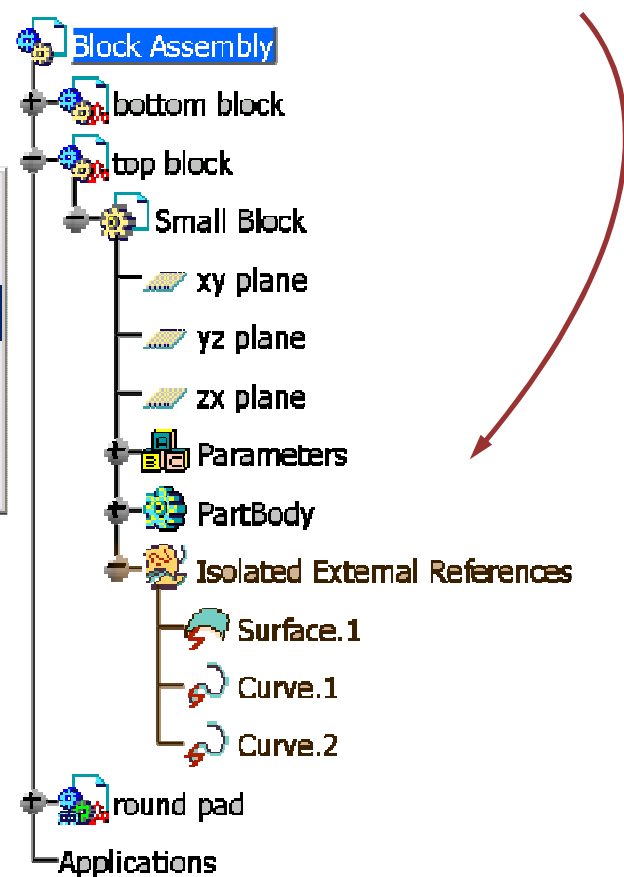 Block Assembly
bottom block
top block
Small Block
xy plane
yz plane
zx plane
Parameters
PartBody
Isolated External References
Surface.1
Curve.1
Curve.2
round pad
Applications